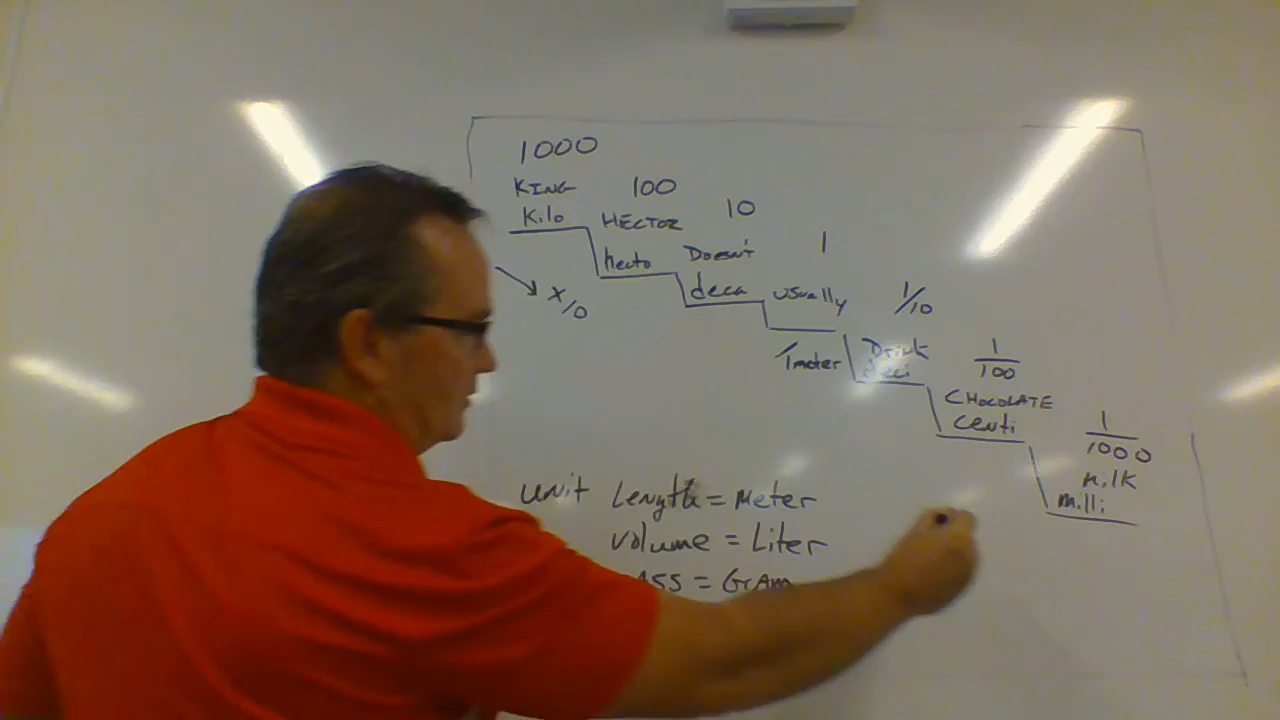 1000
KING
Kilo
100
HECTOR
hecto
10
Doesn't
deca
1
usually
1 meter
1/10
Drink
deci
1/100
CHOCOLATE
centi
1/1000
milk
milli
x10
unit Length = Meter
volume = Liter
ASS = GrAm